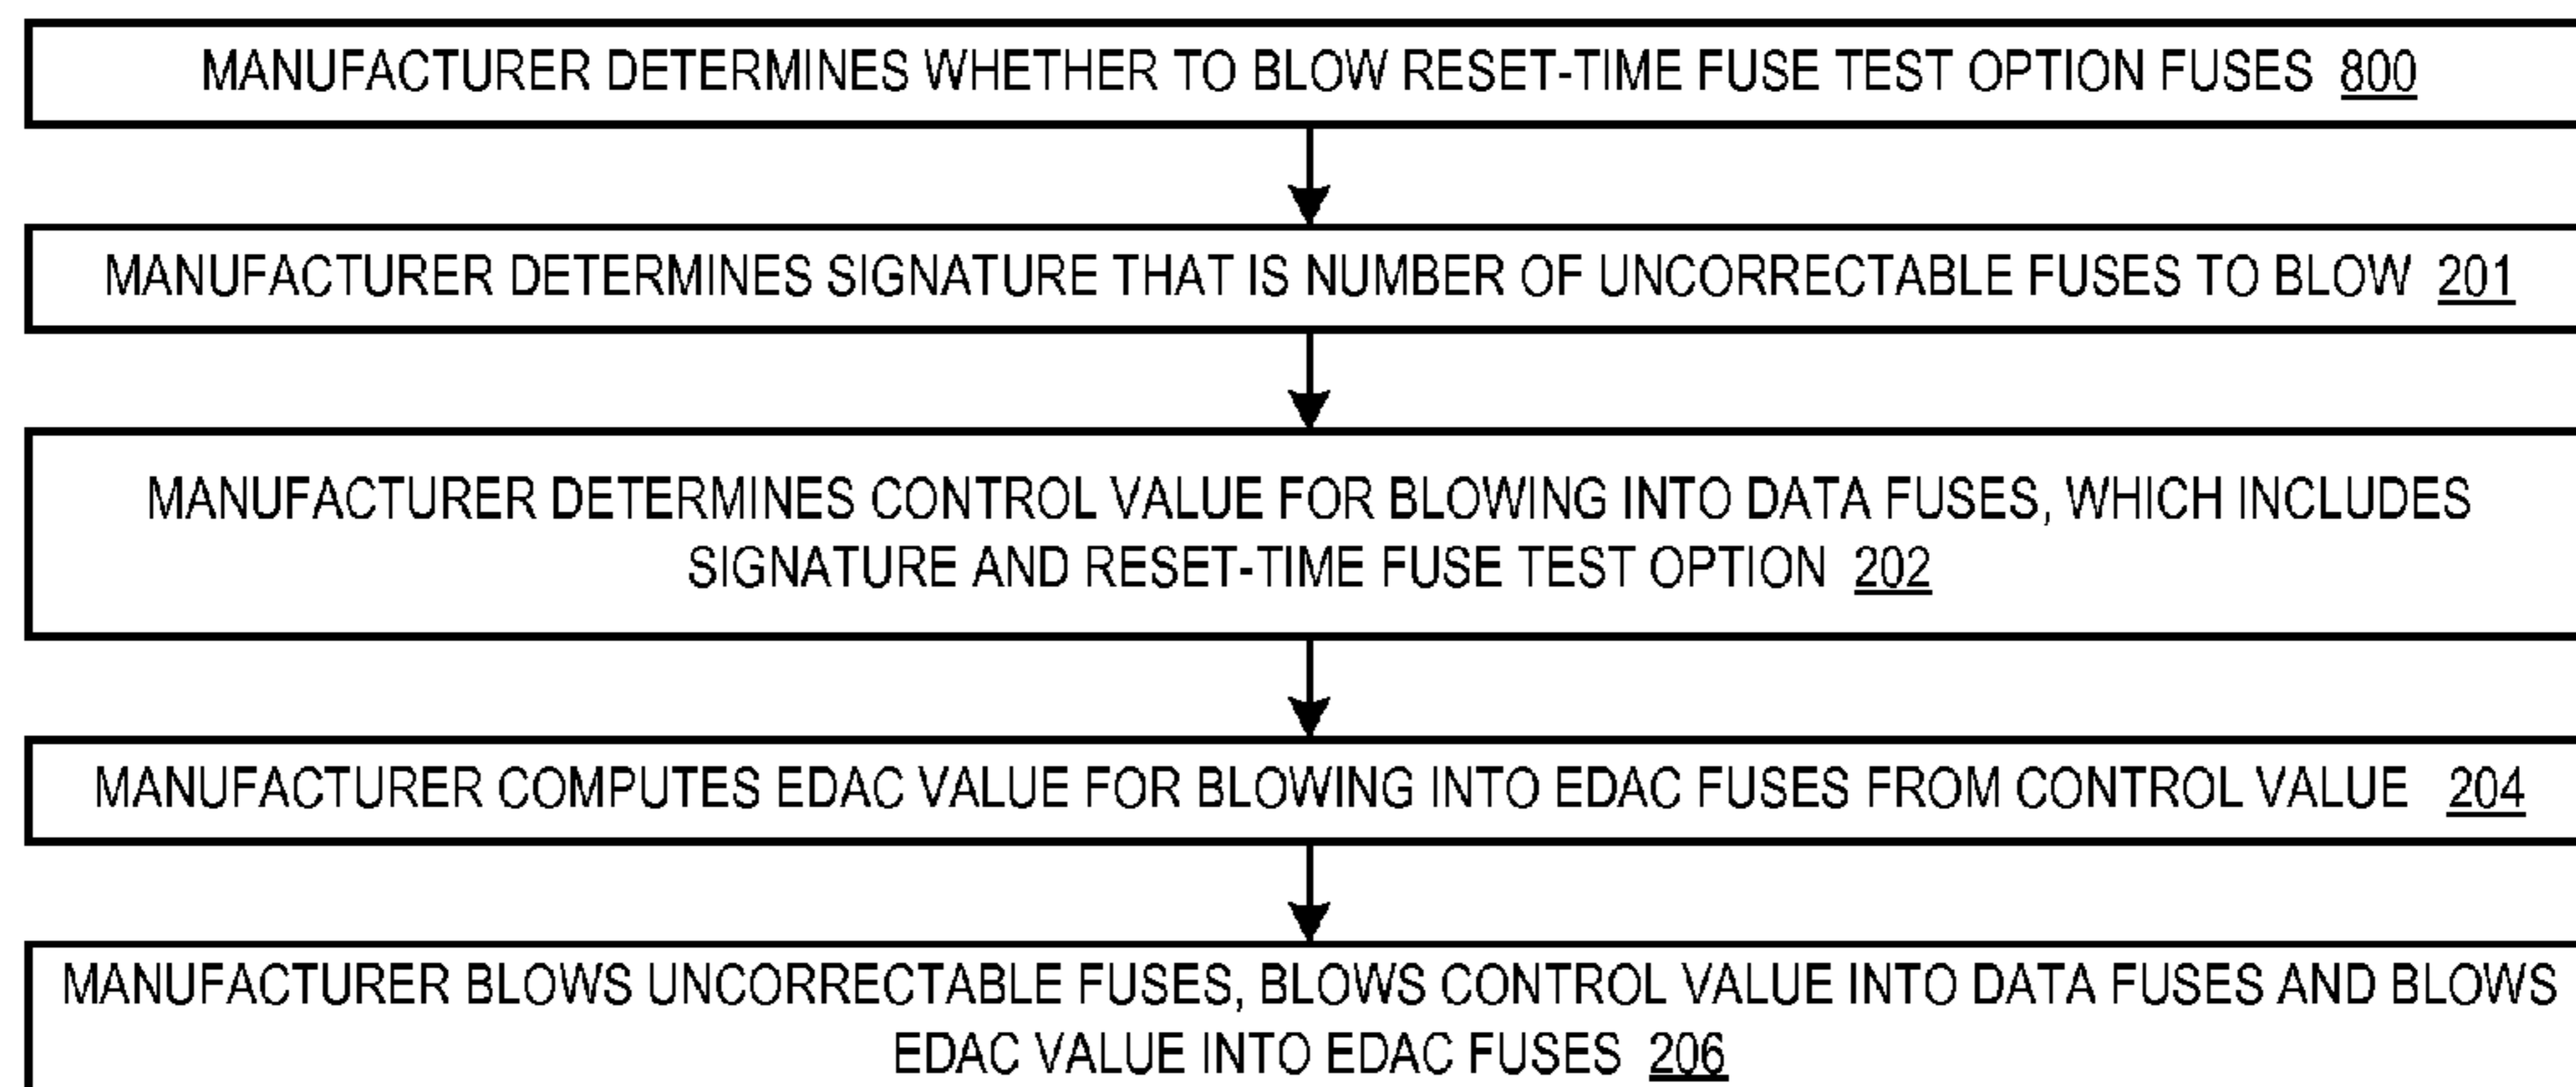 MANUFACTURER DETERMINES WHETHER TO BLOW RESET-TIME FUSE TEST OPTION FUSES 800
MANUFACTURER DETERMINES SIGNATURE THAT IS NUMBER OF UNCORRECTABLE FUSES TO BLOW 201
MANUFACTURER DETERMINES CONTROL VALUE FOR BLOWING INTO DATA FUSES, WHICH INCLUDES
SIGNATURE AND RESET-TIME FUSE TEST OPTION 202
MANUFACTURER COMPUTES EDAC VALUE FOR BLOWING INTO EDAC FUSES FROM CONTROL VALUE 204
MANUFACTURER BLOWS UNCORRECTABLE FUSES, BLOWS CONTROL VALUE INTO DATA FUSES AND BLOWS
EDAC VALUE INTO EDAC FUSES 206